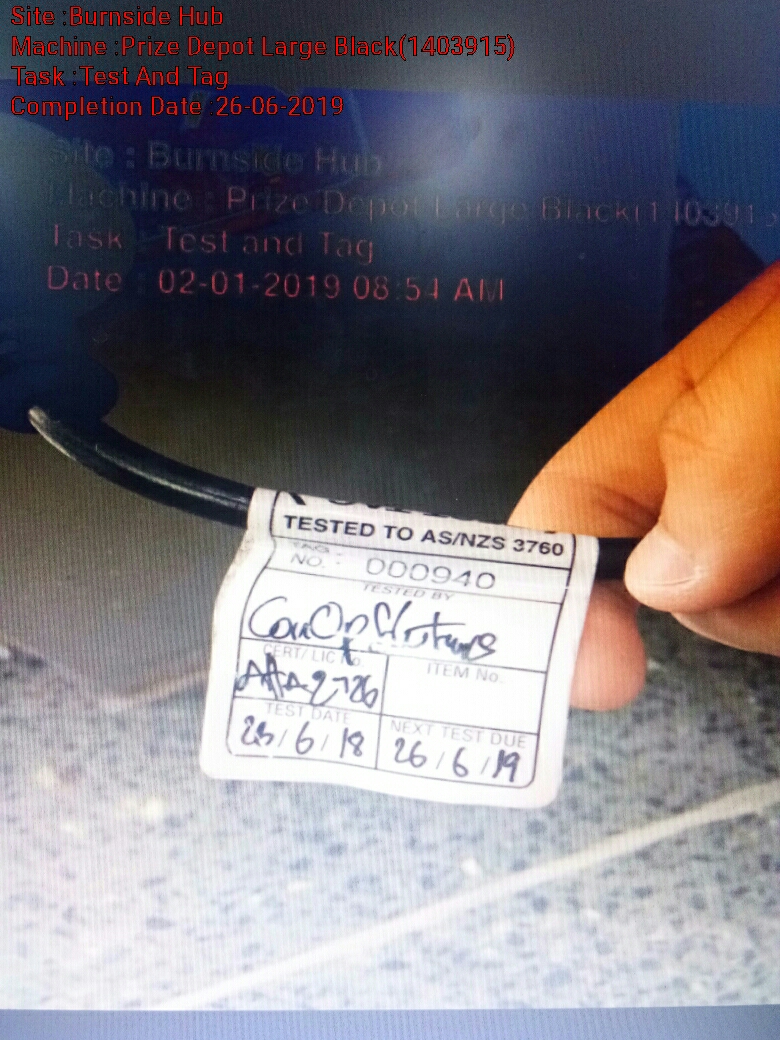 Site :Burnside Hub
Machine :Prize Depot Large Black(1403915)
Task :Test And Tag
Completion Date :26-06-2019
Site : Burnside Hub
Machine : Prize Depot Large Black(140391
Task : Test and Tag
Date : 02-01-2019 08:54 AM
TESTED TO AS/NZS 3760
TAG
NO. - 000940
TESTED BY
CERT/ LIC No.
ITEM No.
TEST DATE
NEXT TEST DUE
/ 6 / 18
26 / 6 / 19